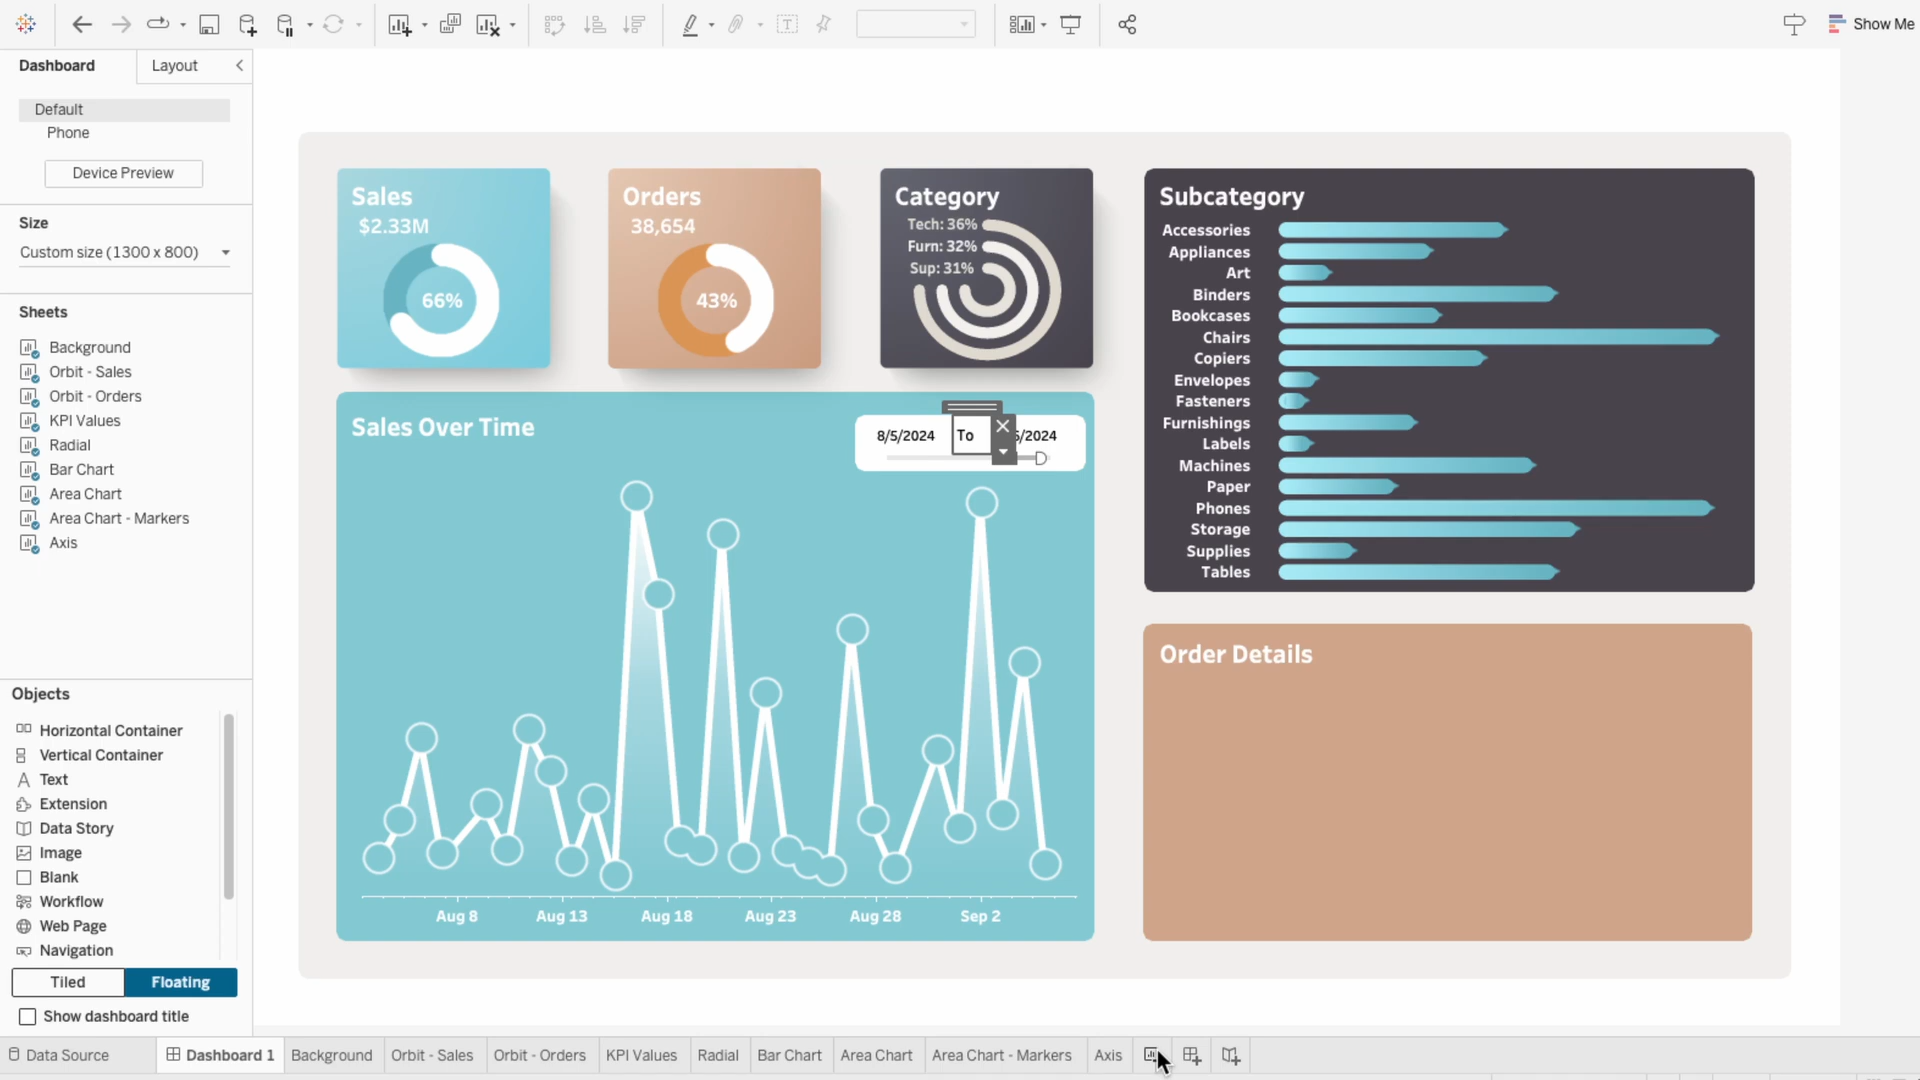 Show Me
Dashboard
Layout
Default
Phone
Device Preview
Size
Custom size (1300 x 800)
Sheets
Background
Orbit - Sales
Orbit - Orders
KPI Values
Radial
Bar Chart
Area Chart
Area Chart - Markers
Axis
Objects
Horizontal Container
Vertical Container
Text
Extension
Data Story
Image
Blank
Workflow
Web Page
Navigation
Tiled
Floating
Show dashboard title
Sales
$2.33M
66%
Orders
38,654
43%
Category
Tech: 36%
Furn: 32%
Sup: 31%
Subcategory
Accessories
Appliances
Art
Binders
Bookcases
Chairs
Copiers
Envelopes
Fasteners
Furnishings
Labels
Machines
Paper
Phones
Storage
Supplies
Tables
Sales Over Time
8/5/2024
To
/2024
Aug 8
Aug 13
Aug 18
Aug 23
Aug 28
Sep 2
Order Details
Data Source
Dashboard 1
Background
Orbit - Sales
Orbit - Orders
KPI Values
Radial
Bar Chart
Area Chart
Area Chart - Markers
Axis